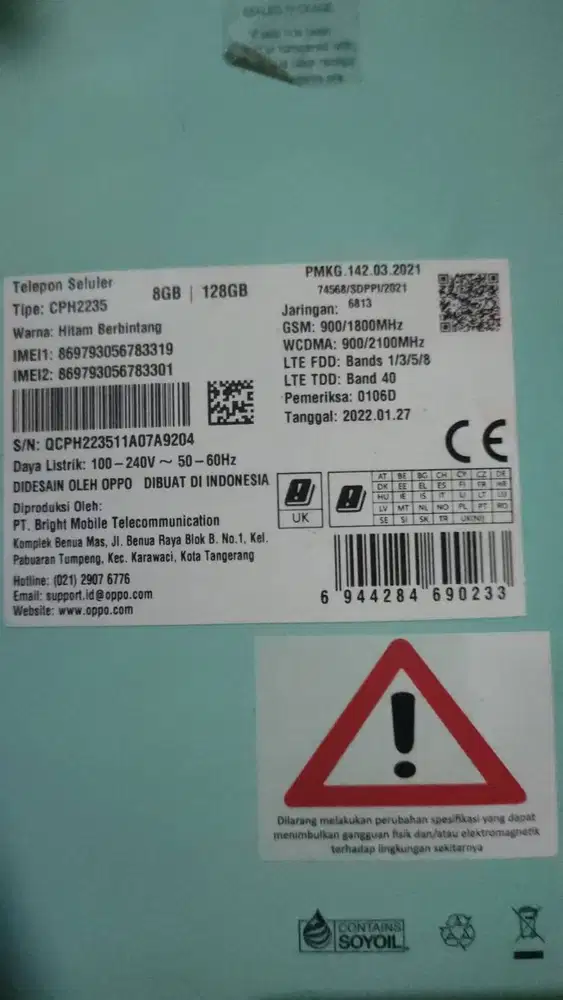 SEALED
Telepon Seluler
Tipe: CPH2235
8GB | 128GB
Warna: Hitam Berbintang
IMEI1: 869793056783319
IMEI2: 869793056783301
S/N: QCPH223511A07A9204
Daya Listrik: 100-240V ~ 50-60Hz
DIDESAIN OLEH OPPO DIBUAT DI INDONESIA
Diproduksi Oleh:
PT. Bright Mobile Telecommunication
Komplek Benua Mas, Jl. Benua Raya Blok B. No.1, Kel.
Pabuaran Tumpeng, Kec. Karawaci, Kota Tangerang
Hotline: (021) 2907 6776
Email: support.id@oppo.com
Website: www.oppo.com
PMKG.142.03.2021
74568/SDPPI/2021
6813
Jaringan:
GSM: 900/1800MHz
WCDMA: 900/2100MHz
LTE FDD: Bands 1/3/5/8
LTE TDD: Band 40
Pemeriksa: 0106D
Tanggal: 2022.01.27
CE
UK
AT BE BG CH CY CZ DE
DK EE EL ES FI FR HR
HU IE IS IT LI LT LU
LV MT NL NO PL PT RO
SE SI SK TR UK(NI)
6 944284 690233
Dilarang melakukan perubahan spesifikasi yang dapat
menimbulkan gangguan fisik dan/atau elektromagnetik
terhadap lingkungan sekitarnya
CONTAINS
SOYOIL